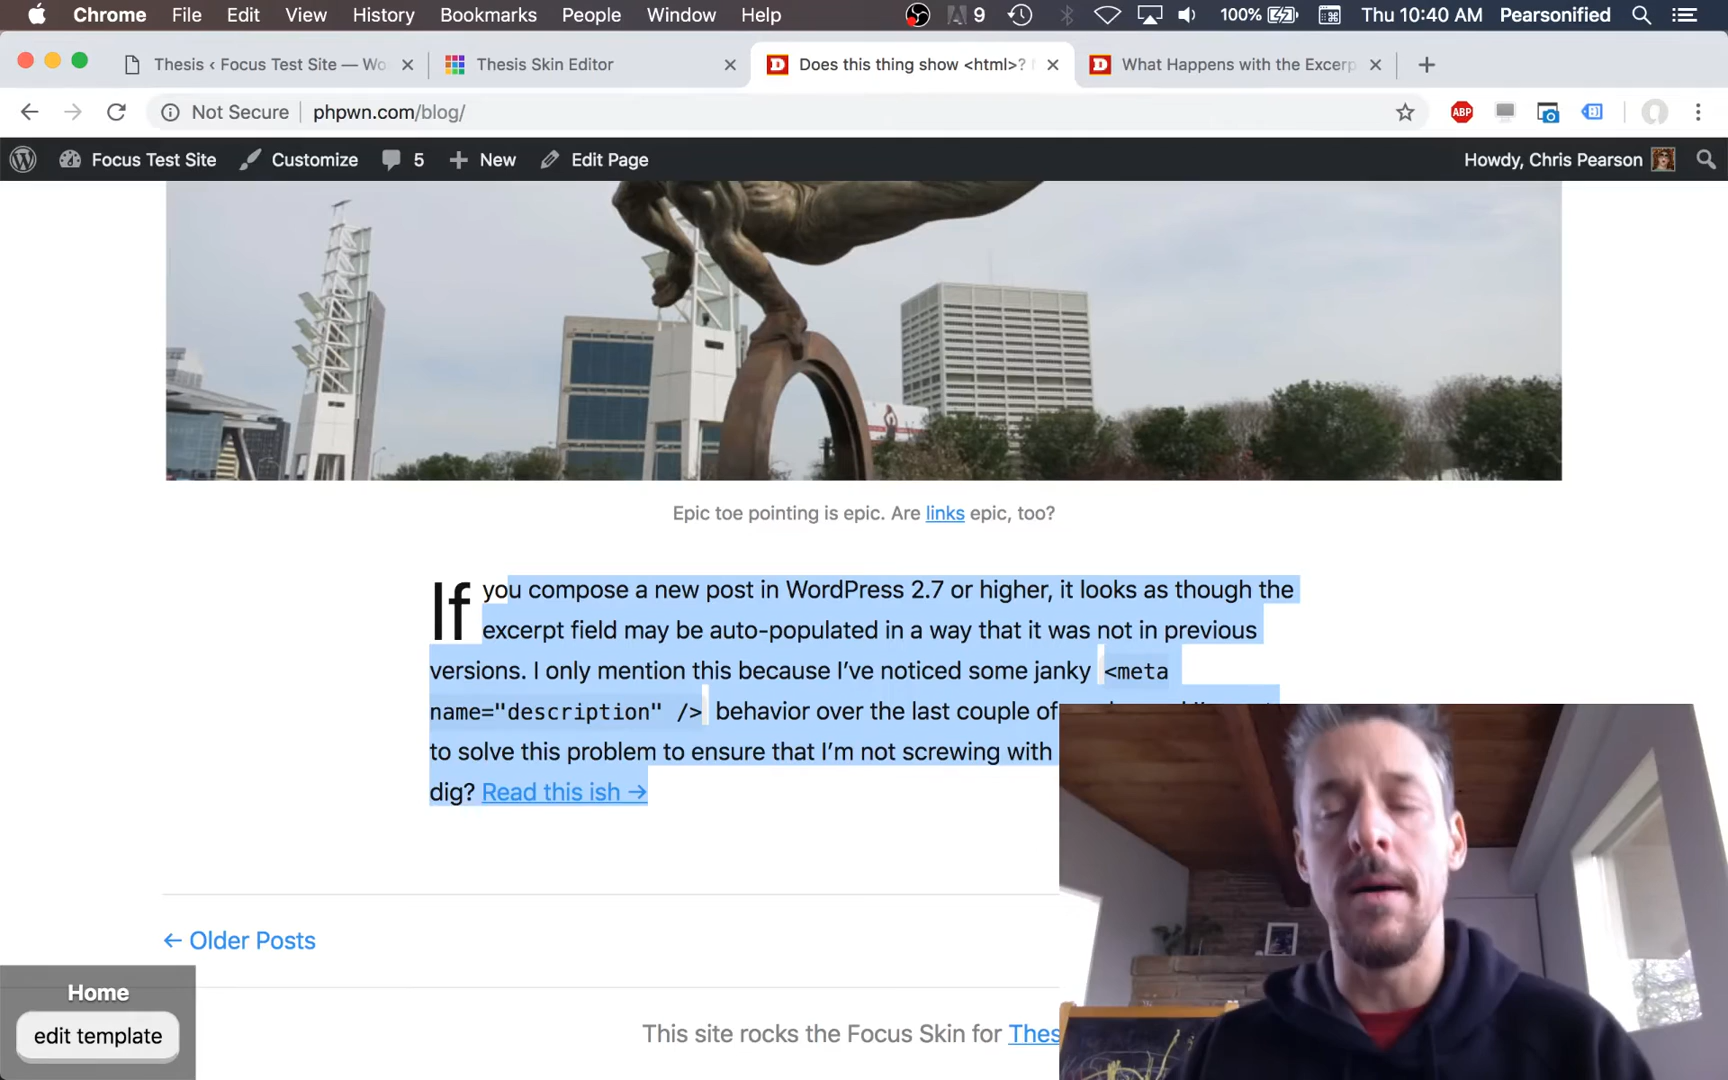 Chrome File Edit View History Bookmarks People Window Help 9 100% Thu 10:40 AM Pearsonified
Thesis ‹ Focus Test Site — Wo
Thesis Skin Editor
Does this thing show <html>?
What Happens with the Excerp
Not Secure phpwn.com/blog/
ABP
Focus Test Site Customize 5 New Edit Page Howdy, Chris Pearson
Epic toe pointing is epic. Are links epic, too?
If you compose a new post in WordPress 2.7 or higher, it looks as though the
excerpt field may be auto-populated in a way that it was not in previous
versions. I only mention this because I’ve noticed some janky <meta
name="description" /> behavior over the last couple of
to solve this problem to ensure that I’m not screwing with
dig? Read this ish →
← Older Posts
Home
edit template
This site rocks the Focus Skin for Thes